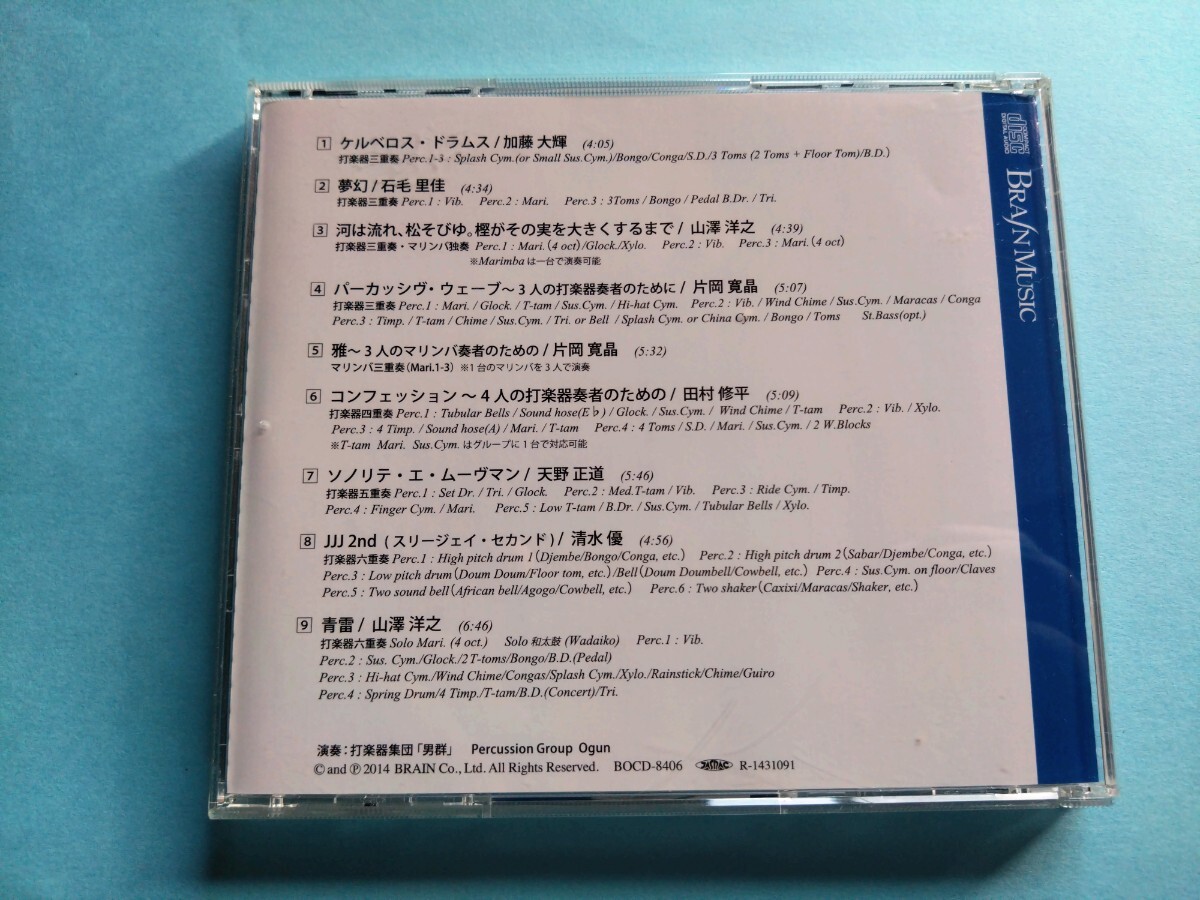 1 ケルベロス・ドラムス / 加藤 大輝 (4:05)
打楽器三重奏 Perc.1-3 : Splash Cym.(or Small Sus.Cym.)/Bongo/Conga/S.D./3 Toms (2 Toms + Floor Tom)/B.D.)
2 夢幻 / 石毛 里佳 (4:34)
打楽器三重奏 Perc.1 : Vib. Perc.2 : Mari. Perc.3 : 3Toms / Bongo / Pedal B.Dr. / Tri.
3 河は流れ、松そびゆ。樫がその実を大きくするまで / 山澤 洋之 (4:39)
打楽器三重奏・マリンバ独奏 Perc.1 : Mari.(4 oct)/Glock./Xylo. Perc.2 : Vib. Perc.3 : Mari.(4 oct)
※Marimba は一台で演奏可能
4 パーカッシヴ・ウェーブ〜3人の打楽器奏者のために / 片岡 寛晶 (5:07)
打楽器三重奏 Perc.1 : Mari. / Glock. / T-tam / Sus.Cym. / Hi-hat Cym. Perc.2 : Vib. / Wind Chime / Sus.Cym. / Maracas / Conga
Perc.3 : Timp. / T-tam / Chime / Sus.Cym. / Tri. or Bell / Splash Cym. or China Cym. / Bongo / Toms St.Bass(opt.)
5 雅〜3人のマリンバ奏者のための / 片岡 寛晶 (5:32)
マリンバ三重奏(Mari.1-3) ※1台のマリンバを3人で演奏
6 コンフェッション 〜4人の打楽器奏者のための / 田村 修平 (5:09)
打楽器四重奏 Perc.1 : Tubular Bells / Sound hose(E♭) / Glock. / Sus.Cym. / Wind Chime / T-tam Perc.2 : Vib. / Xylo.
Perc.3 : 4 Timp. / Sound hose(A) / Mari. / T-tam Perc.4 : 4 Toms / S.D. / Mari. / Sus.Cym. / 2 W.Blocks
※T-tam Mari. Sus.Cym. はグループに1台で対応可能
7 ソノリテ・エ・ムーヴマン / 天野 正道 (5:46)
打楽器五重奏 Perc.1 : Set Dr. / Tri. / Glock. Perc.2 : Med.T-tam / Vib. Perc.3 : Ride Cym. / Timp.
Perc.4 : Finger Cym. / Mari. Perc.5 : Low T-tam / B.Dr. / Sus.Cym. / Tubular Bells / Xylo.
8 JJJ 2nd (スリージェイ・セカンド) / 清水 優 (4:56)
打楽器六重奏 Perc.1 : High pitch drum 1(Djembe/Bongo/Conga, etc.) Perc.2 : High pitch drum 2(Sabar/Djembe/Conga, etc.)
Perc.3 : Low pitch drum(Doum Doum/Floor tom, etc.)/Bell(Doum Doumbell/Cowbell, etc.) Perc.4 : Sus.Cym. on floor/Claves
Perc.5 : Two sound bell(African bell/Agogo/Cowbell, etc.) Perc.6 : Two shaker(Caxixi/Maracas/Shaker, etc.)
9 青雷 / 山澤 洋之 (6:46)
打楽器六重奏 Solo Mari. (4 oct.) Solo 和太鼓 (Wadaiko) Perc.1 : Vib.
Perc.2 : Sus. Cym./Glock./2 T-toms/Bongo/B.D.(Pedal)
Perc.3 : Hi-hat Cym./Wind Chime/Congas/Splash Cym./Xylo./Rainstick/Chime/Guiro
Perc.4 : Spring Drum/4 Timp./T-tam/B.D.(Concert)/Tri.
演奏：打楽器集団「男群」 Percussion Group Ogun
© and ℗ 2014 BRAIN Co., Ltd. All Rights Reserved. BOCD-8406 JASRAC R-1431091
COMPACT disc DIGITAL AUDIO
BRAIN MUSIC